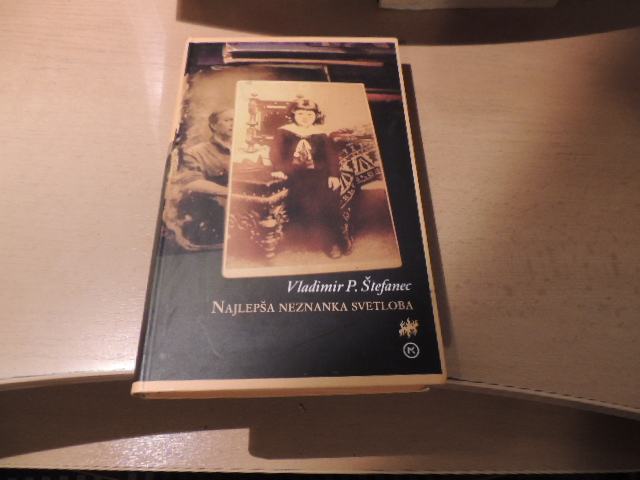 Vladimir P. Štefanec
NAJLEPŠA NEZNANKA SVETLOBA